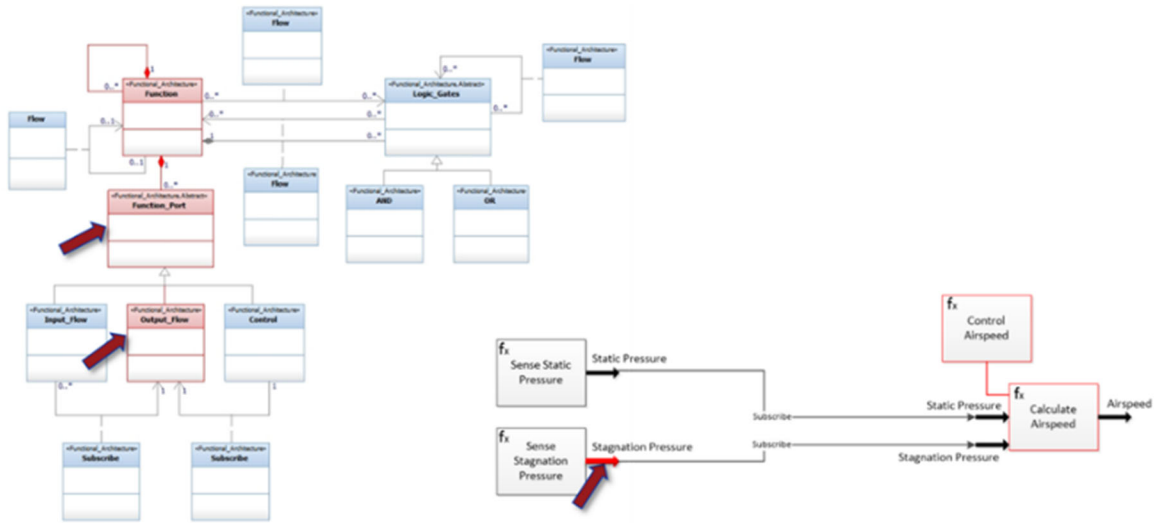 «Functional_Architecture»
Flow
«Functional_Architecture»
Flow
«Functional_Architecture»
Function
«Functional_Architecture.Abstract»
Logic_Gates
1
0..*
0..*
0..*
0..*
0..*
0..*
0..*
1
0..*
Flow
0..1
0..1
1
0..*
«Functional_Architecture.Abstract»
Function_Port
«Functional_Architecture
Flow
«Functional_Architecture»
AND
«Functional_Architecture
OR
«Functional_Architecture»
Input_Flow
«Functional_Architecture»
Output_Flow
«Functional_Architecture»
Control
0..*
1
1
1
«Functional_Architecture»
Subscribe
«Functional_Architecture»
Subscribe
fx
Control
Airspeed
fx
Sense Static
Pressure
Static Pressure
Subscribe
Static Pressure
fx
Calculate
Airspeed
Airspeed
fx
Sense
Stagnation
Pressure
Stagnation Pressure
Subscribe
Stagnation Pressure